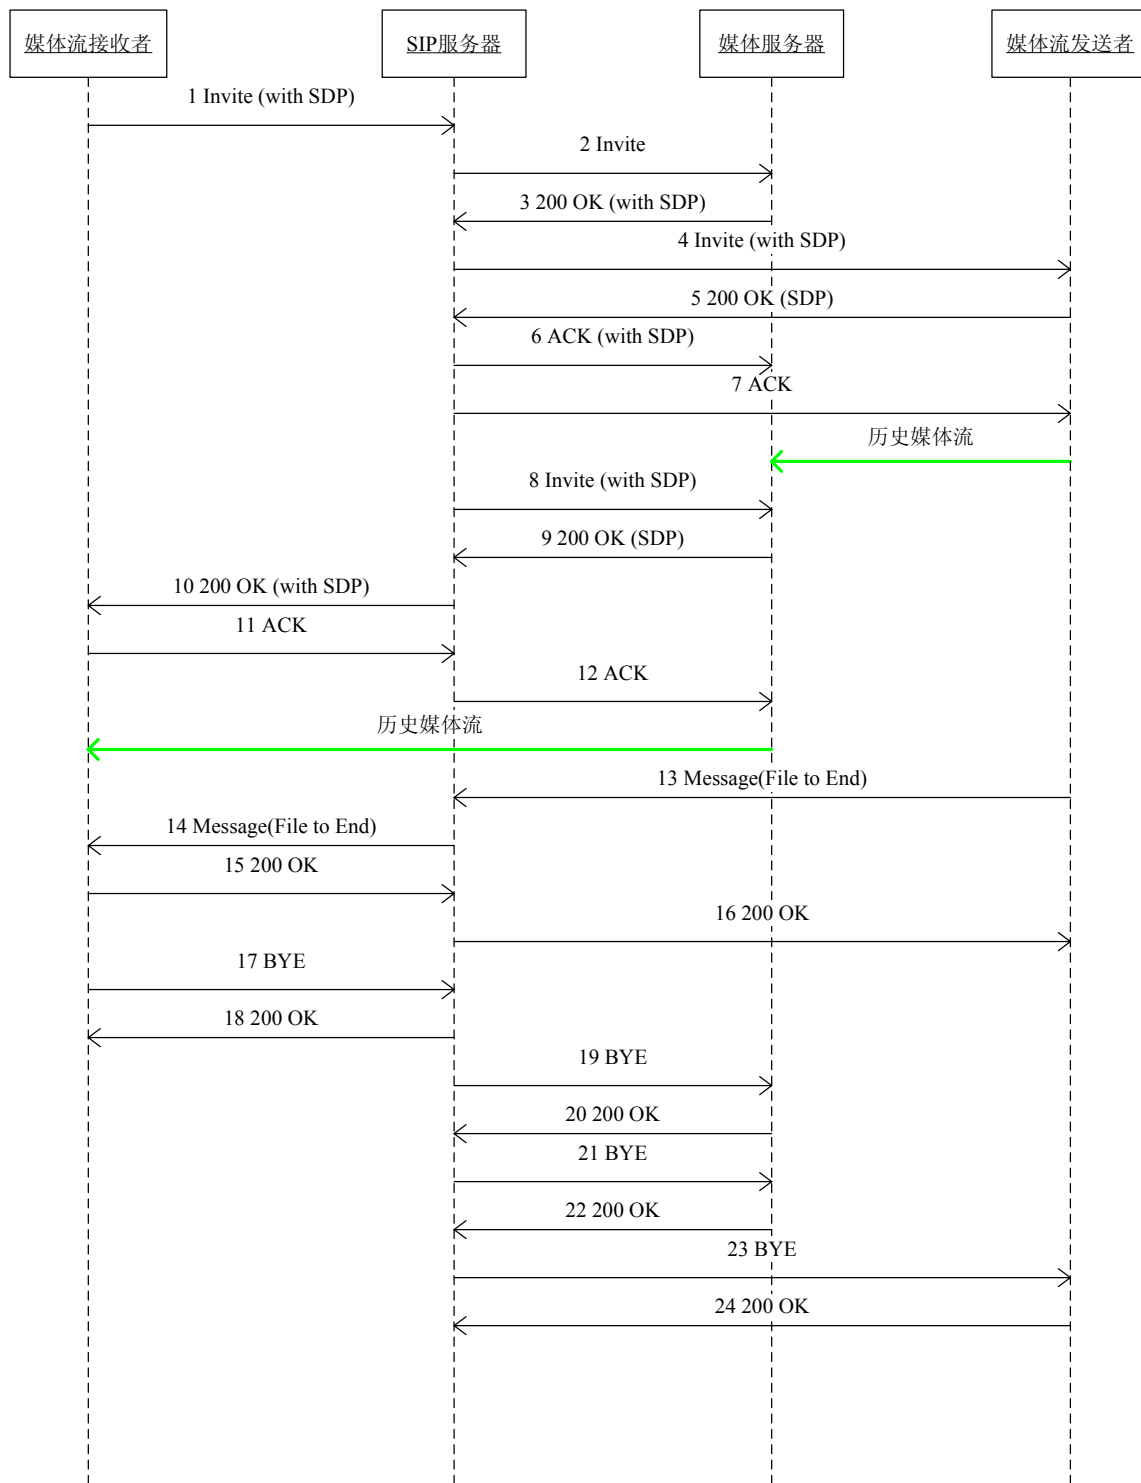 媒体流接收者
SIP服务器
媒体服务器
媒体流发送者
1 Invite (with SDP)
2 Invite
3 200 OK (with SDP)
4 Invite (with SDP)
5 200 OK (SDP)
6 ACK (with SDP)
7 ACK
历史媒体流
8 Invite (with SDP)
9 200 OK (SDP)
10 200 OK (with SDP)
11 ACK
12 ACK
历史媒体流
13 Message(File to End)
14 Message(File to End)
15 200 OK
16 200 OK
17 BYE
18 200 OK
19 BYE
20 200 OK
21 BYE
22 200 OK
23 BYE
24 200 OK